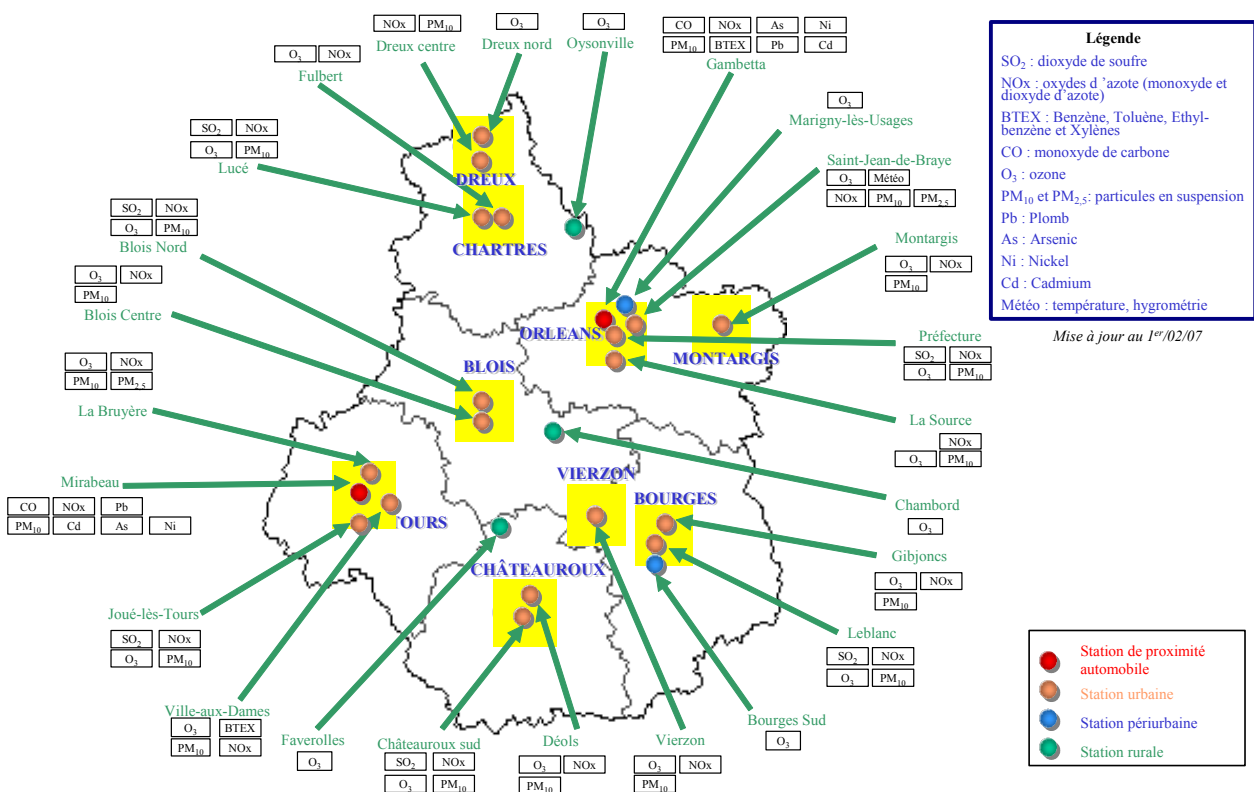 NOx PM10
Dreux centre
O3
Dreux nord
O3
Oysonville
CO NOx As Ni
PM10 BTEX Pb Cd
Gambetta
O3 NOx
Fulbert
O3
Marigny-lès-Usages
SO2 NOx
O3 PM10
Lucé
Saint-Jean-de-Braye
O3 Météo
NOx PM10 PM2,5
SO2 NOx
O3 PM10
Blois Nord
Montargis
O3 NOx
PM10
O3 NOx
PM10
Blois Centre
Préfecture
SO2 NOx
O3 PM10
O3 NOx
PM10 PM2,5
La Bruyère
La Source
NOx
O3 PM10
Mirabeau
CO NOx Pb
PM10 Cd As Ni
Chambord
O3
Gibjoncs
O3 NOx
PM10
Joué-lès-Tours
SO2 NOx
O3 PM10
Leblanc
SO2 NOx
O3 PM10
Ville-aux-Dames
O3 BTEX
PM10 NOx
Faverolles
O3
Châteauroux sud
SO2 NOx
O3 PM10
Déols
O3 NOx
PM10
Vierzon
O3 NOx
PM10
Bourges Sud
O3
DREUX
CHARTRES
ORLEANS
MONTARGIS
BLOIS
VIERZON
BOURGES
TOURS
CHÂTEAUROUX
Légende
SO2 : dioxyde de soufre
NOx : oxydes d ’azote (monoxyde et
dioxyde d’azote)
BTEX : Benzène, Toluène, Ethyl-
benzène et Xylènes
CO : monoxyde de carbone
O3 : ozone
PM10 et PM2,5: particules en suspension
Pb : Plomb
As : Arsenic
Ni : Nickel
Cd : Cadmium
Météo : température, hygrométrie
Mise à jour au 1er/02/07
Station de proximité
automobile
Station urbaine
Station périurbaine
Station rurale